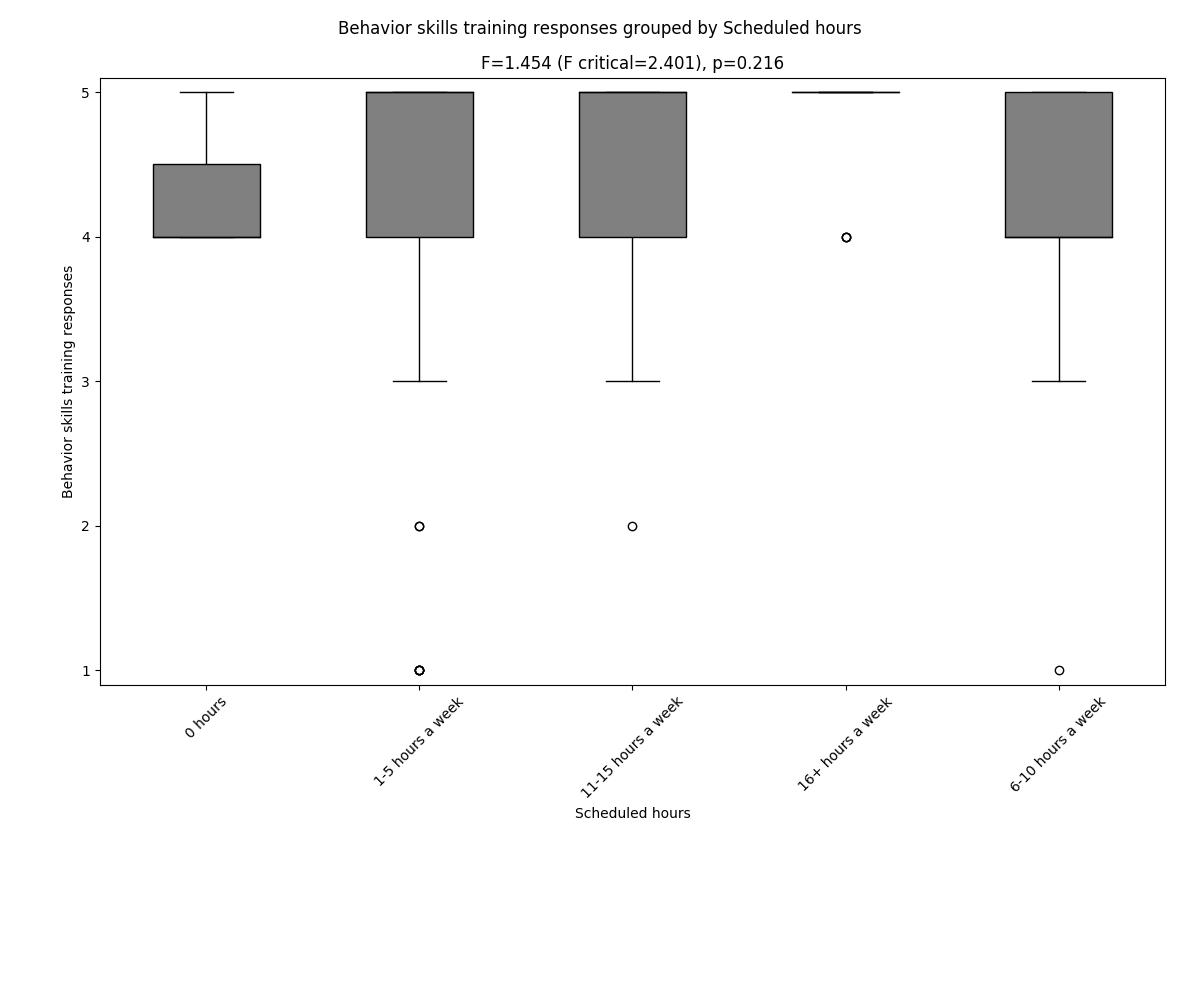 Behavior skills training responses grouped by Scheduled hours
F=1.454 (F critical=2.401), p=0.216
Behavior skills training responses
5
4
3
2
1
0 hours
1-5 hours a week
11-15 hours a week
16+ hours a week
6-10 hours a week
Scheduled hours